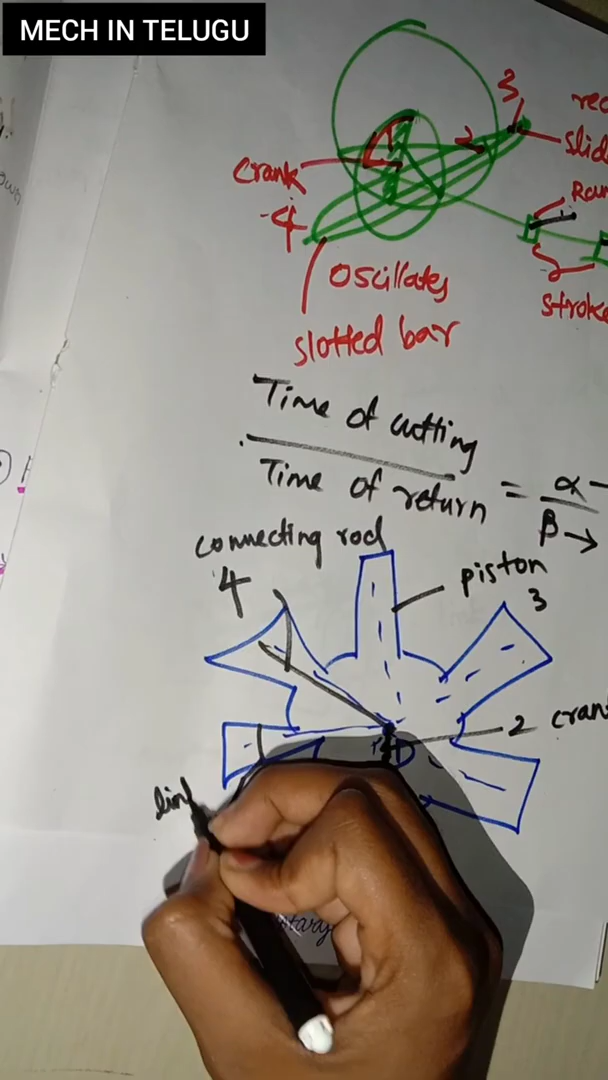 MECH IN TELUGU
3
2
crank
4
oscillates
slotted bar
stroke
Time of cutting
Time of return = α
β →
connecting rod
4
piston
3
2 cran